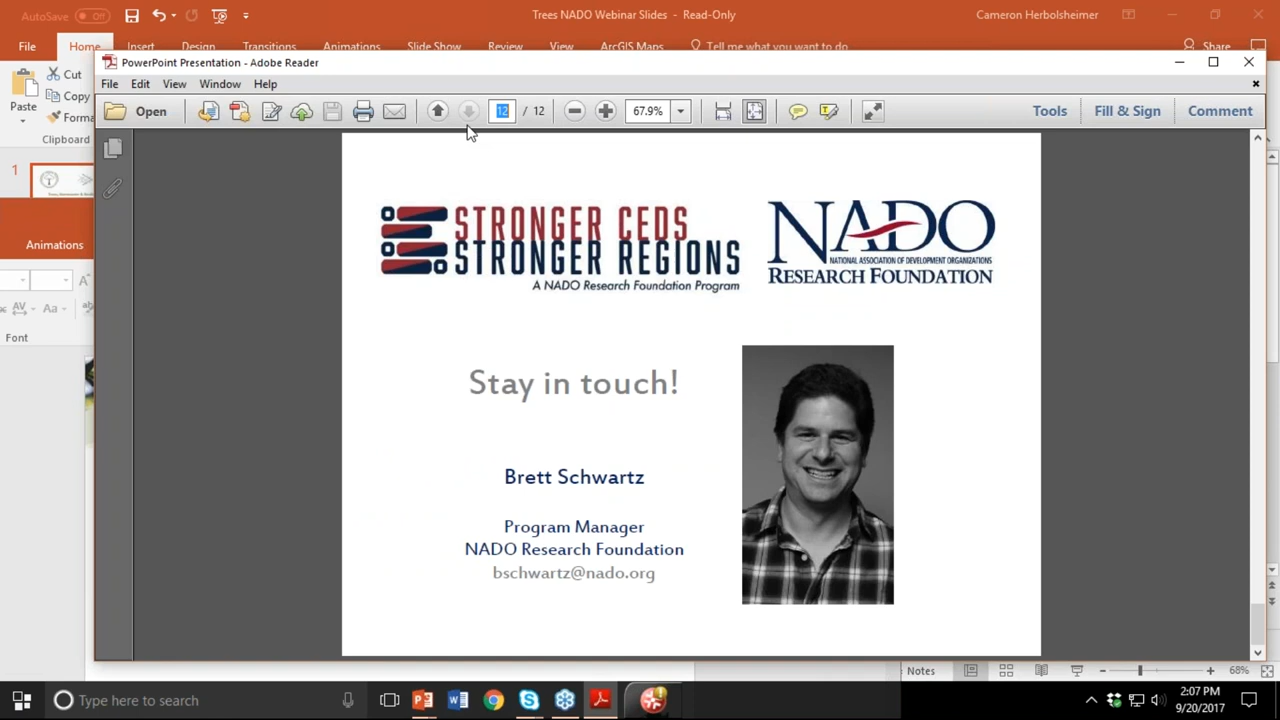 AutoSave Off
Trees NADO Webinar Slides - Read-Only
Cameron Herbolsheimer
File Home Insert Design Transitions Animations Slide Show Review View ArcGIS Maps Tell me what you want to do Share
PowerPoint Presentation - Adobe Reader
File Edit View Window Help
Open 12 / 12 67.9% Tools Fill & Sign Comment
Paste
Cut
Copy
Clipboard
1
Animations
Aa
Font
STRONGER CEDS
STRONGER REGIONS
A NADO Research Foundation Program
NADO
NATIONAL ASSOCIATION OF DEVELOPMENT ORGANIZATIONS
RESEARCH FOUNDATION
Stay in touch!
Brett Schwartz
Program Manager
NADO Research Foundation
bschwartz@nado.org
Notes 68%
Type here to search
2:07 PM
9/20/2017